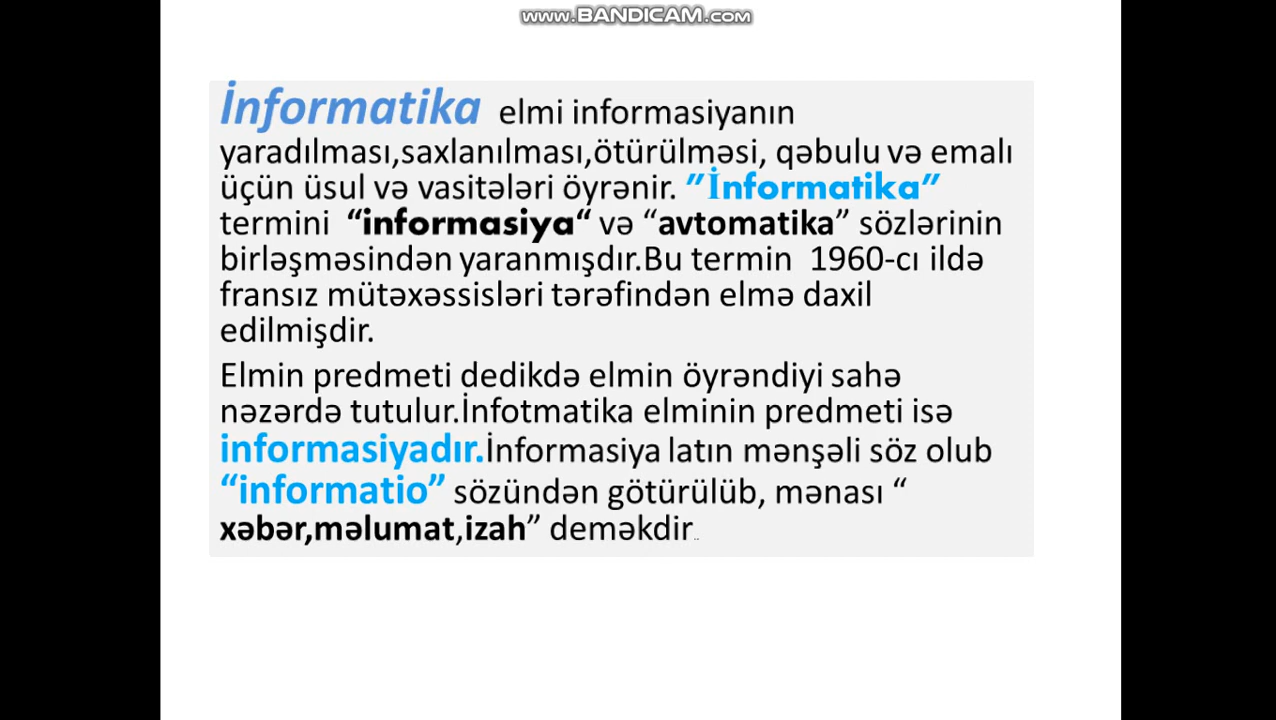 www.BANDICAM.com
İnformatika elmi informasiyanın
yaradılması,saxlanılması,ötürülməsi, qəbulu və emalı
üçün üsul və vasitələri öyrənir. ”İnformatika”
termini “informasiya“ və “avtomatika” sözlərinin
birləşməsindən yaranmışdır.Bu termin 1960-cı ildə
fransız mütəxəssisləri tərəfindən elmə daxil
edilmişdir.
Elmin predmeti dedikdə elmin öyrəndiyi sahə
nəzərdə tutulur.İnfotmatika elminin predmeti isə
informasiyadır.İnformasiya latın mənşəli söz olub
“informatio” sözündən götürülüb, mənası “
xəbər,məlumat,izah” deməkdir..